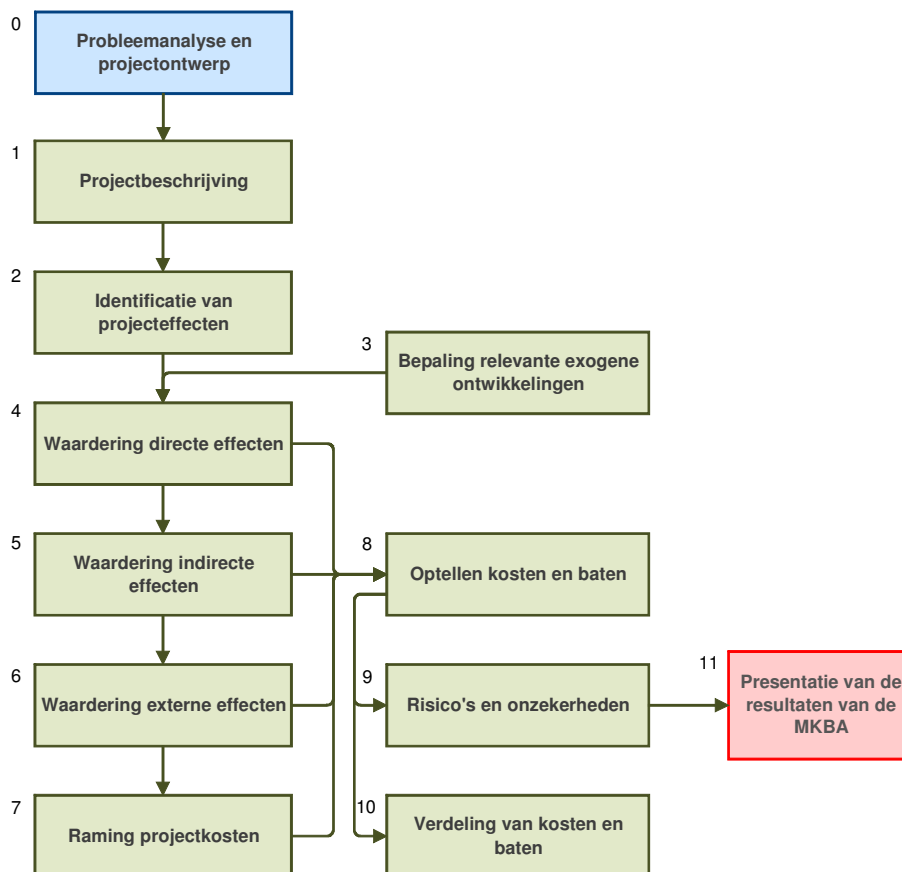 0
Probleemanalyse en
projectontwerp
1
Projectbeschrijving
2
Identificatie van
projecteffecten
3
Bepaling relevante exogene
ontwikkelingen
4
Waardering directe effecten
5
Waardering indirecte
effecten
8
Optellen kosten en baten
6
Waardering externe effecten
9
Risico's en onzekerheden
11
Presentatie van de
resultaten van de
MKBA
7
Raming projectkosten
10
Verdeling van kosten en
baten